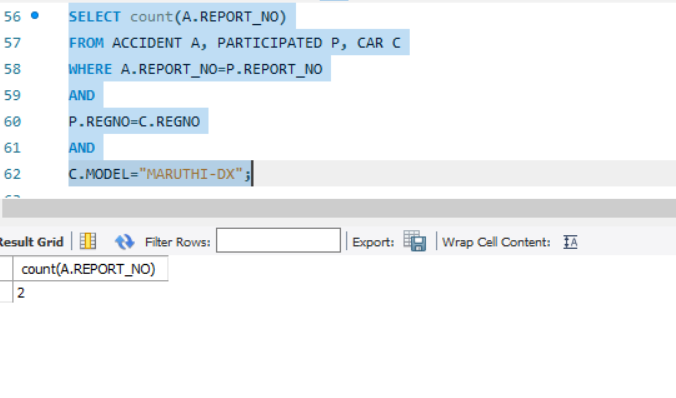 56 SELECT count(A.REPORT_NO)
57 FROM ACCIDENT A, PARTICIPATED P, CAR C
58 WHERE A.REPORT_NO=P.REPORT_NO
59 AND
60 P.REGNO=C.REGNO
61 AND
62 C.MODEL="MARUTHI-DX";
Result Grid Filter Rows: Export: Wrap Cell Content: IA
count(A.REPORT_NO)
2